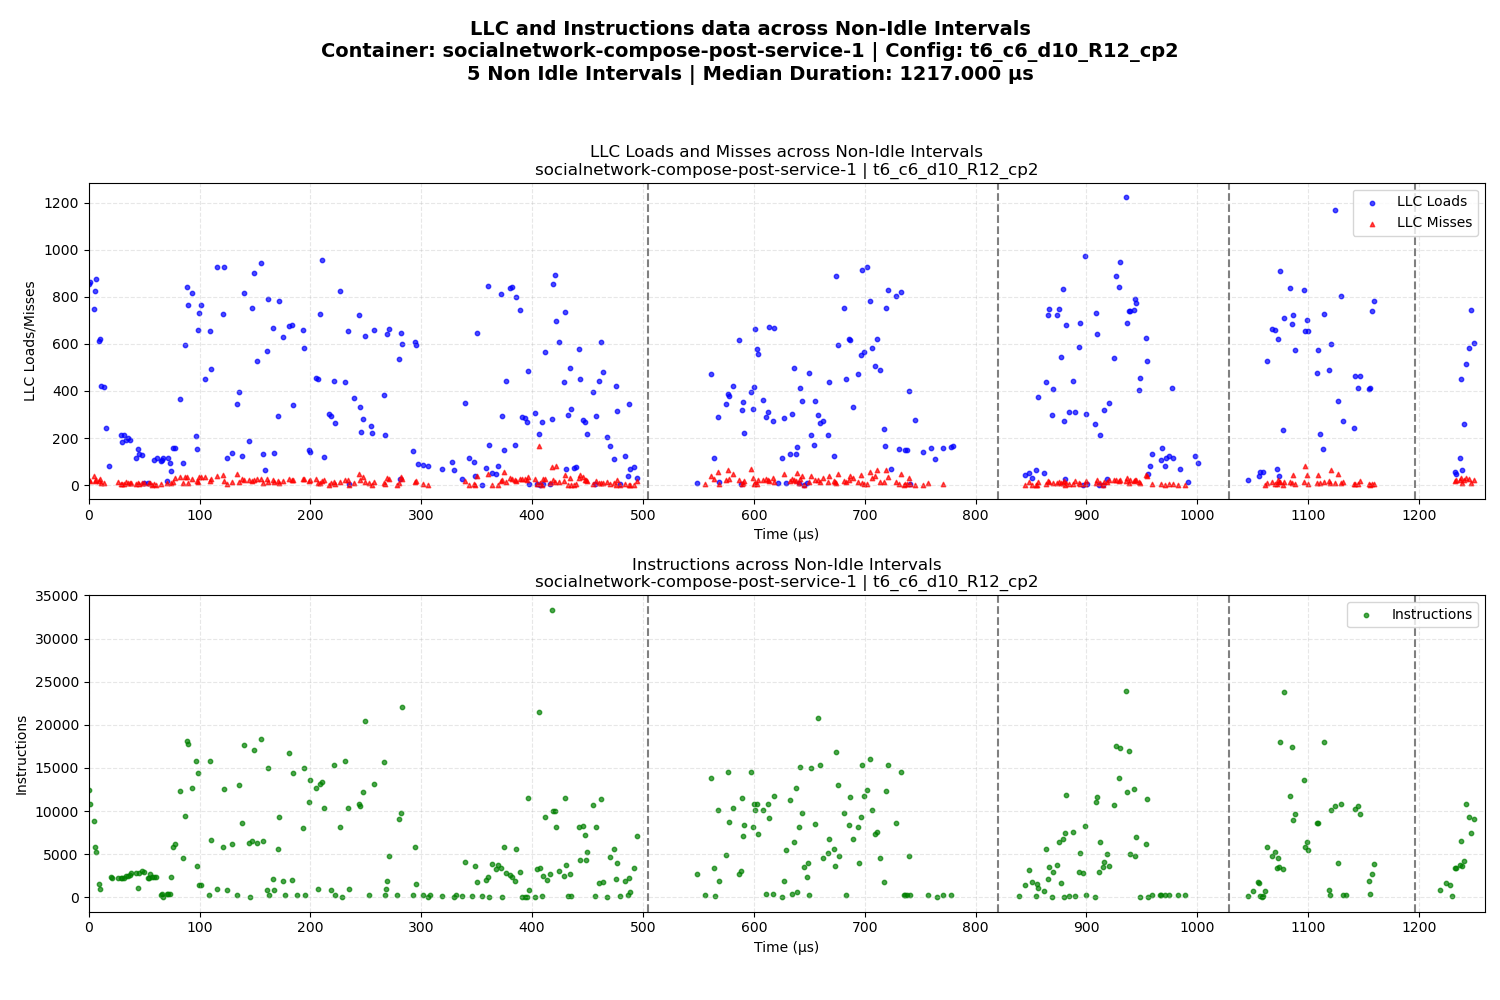 LLC and Instructions data across Non-Idle Intervals
Container: socialnetwork-compose-post-service-1 | Config: t6_c6_d10_R12_cp2
5 Non Idle Intervals | Median Duration: 1217.000 µs
LLC Loads and Misses across Non-Idle Intervals
socialnetwork-compose-post-service-1 | t6_c6_d10_R12_cp2
LLC Loads/Misses
1200
1000
800
600
400
200
0
LLC Loads
LLC Misses
0 100 200 300 400 500 600 700 800 900 1000 1100 1200
Time (µs)
Instructions across Non-Idle Intervals
socialnetwork-compose-post-service-1 | t6_c6_d10_R12_cp2
Instructions
35000
30000
25000
20000
15000
10000
5000
0
Instructions
0 100 200 300 400 500 600 700 800 900 1000 1100 1200
Time (µs)